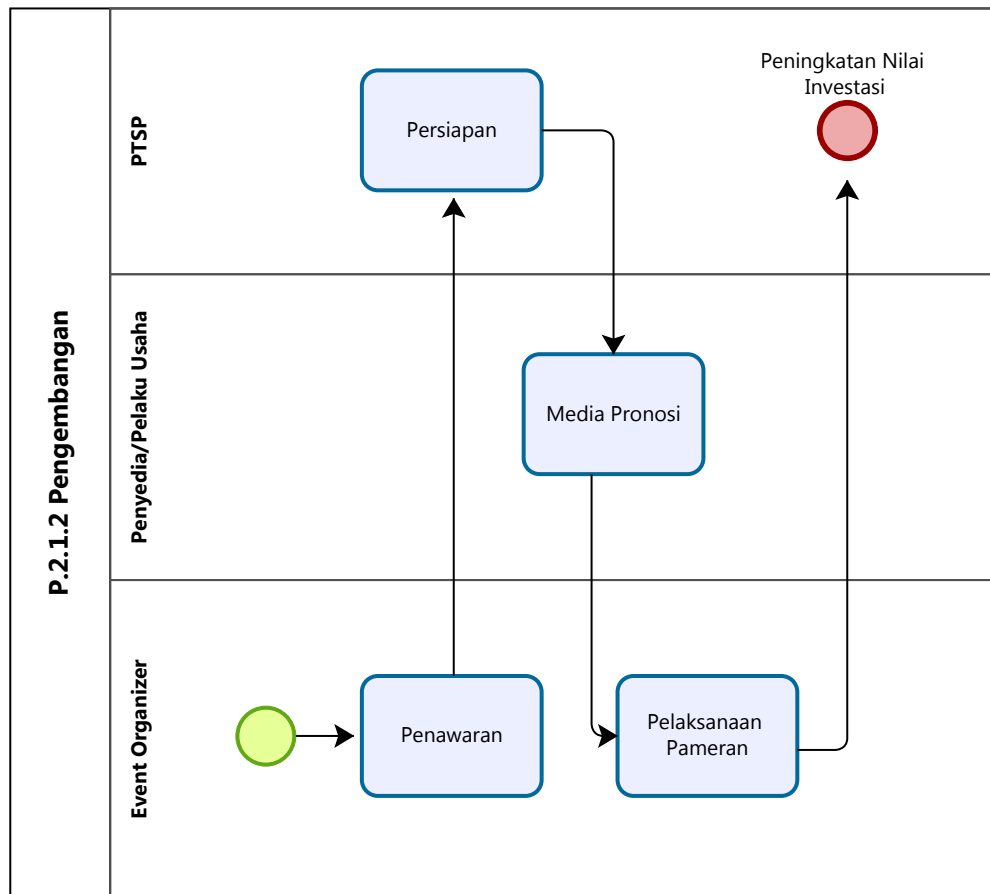 P.2.1.2 Pengembangan
PTSP
Persiapan
Peningkatan Nilai
Investasi
Penyedia/Pelaku Usaha
Media Pronosi
Event Organizer
Penawaran
Pelaksanaan
Pameran